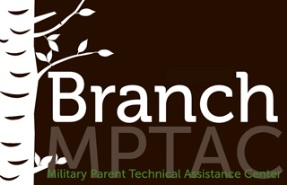 Branch
MPTAC
Military Parent Technical Assistance Center